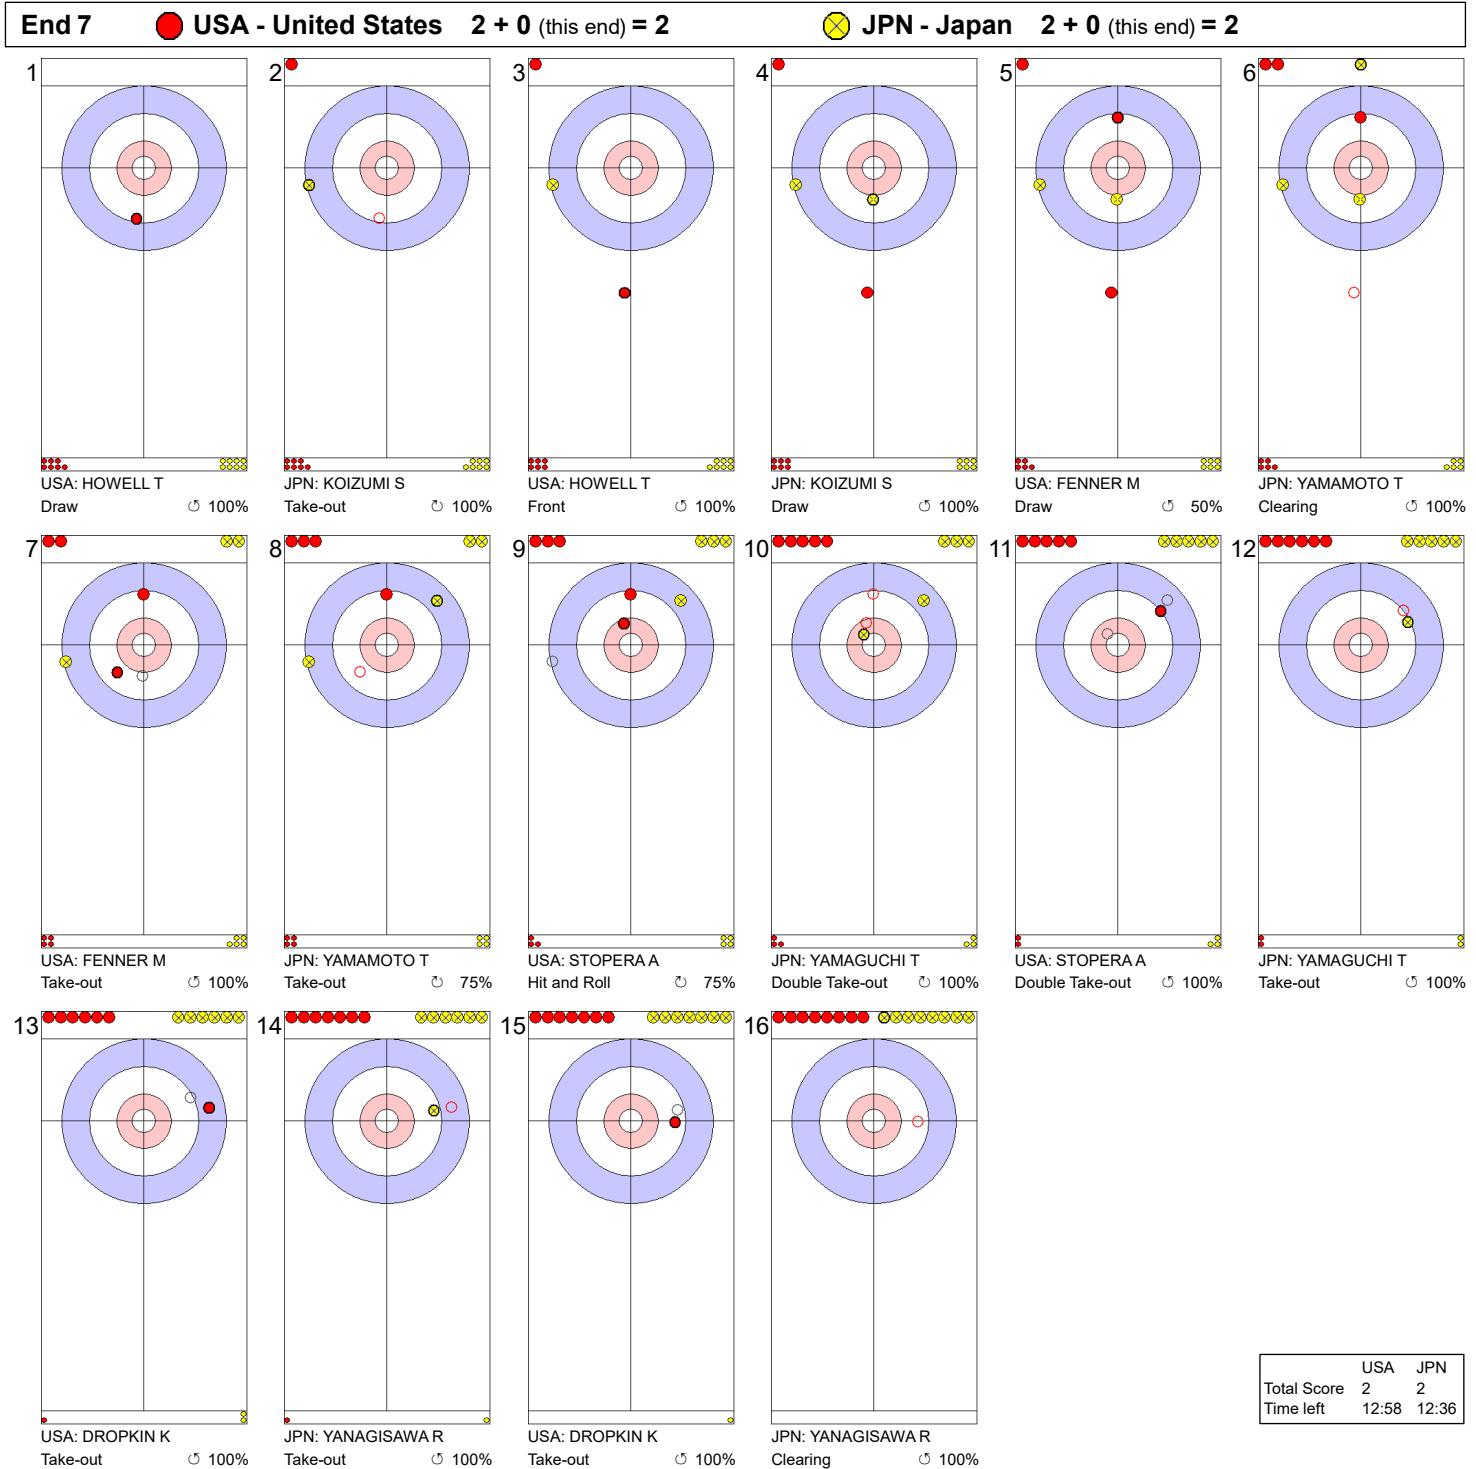 End 7 USA - United States 2 + 0 (this end) = 2 JPN - Japan 2 + 0 (this end) = 2
1 2 3 4 5 6
USA: HOWELL T JPN: KOIZUMI S USA: HOWELL T JPN: KOIZUMI S USA: FENNER M JPN: YAMAMOTO T
Draw ↺ 100% Take-out ↻ 100% Front ↺ 100% Draw ↺ 100% Draw ↺ 50% Clearing ↺ 100%
7 8 9 10 11 12
USA: FENNER M JPN: YAMAMOTO T USA: STOPERA A JPN: YAMAGUCHI T USA: STOPERA A JPN: YAMAGUCHI T
Take-out ↺ 100% Take-out ↻ 75% Hit and Roll ↻ 75% Double Take-out ↻ 100% Double Take-out ↺ 100% Take-out ↺ 100%
13 14 15 16
USA: DROPKIN K JPN: YANAGISAWA R USA: DROPKIN K JPN: YANAGISAWA R
Take-out ↺ 100% Take-out ↺ 100% Take-out ↺ 100% Clearing ↺ 100%
USA JPN
Total Score 2 2
Time left 12:58 12:36